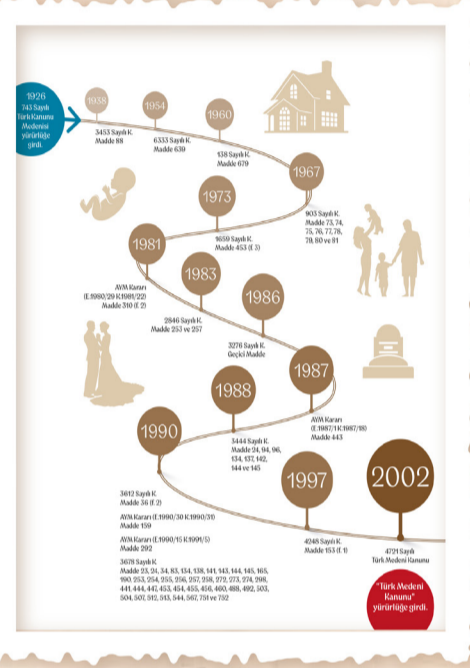 1926
743 Sayılı
Türk Kanunu
Medenisi
yürürlüğe
girdi.
1938
3453 Sayılı K.
Madde 88
1954
6333 Sayılı K.
Madde 639
1960
138 Sayılı K.
Madde 679
1967
903 Sayılı K.
Madde 73, 74,
75, 76, 77, 78,
79, 80 ve 81
1973
1659 Sayılı K.
Madde 453 (f. 3)
1981
AYM Kararı
(E.1980/29 K.1981/22)
Madde 310 (f. 2)
1983
2846 Sayılı K.
Madde 253 ve 257
1986
3276 Sayılı K.
Geçici Madde
1987
AYM Kararı
(E.1987/1 K.1987/18)
Madde 443
1988
3444 Sayılı K.
Madde 24, 94, 96,
134, 137, 142,
144 ve 145
1990
3612 Sayılı K.
Madde 36 (f. 2)
AYM Kararı (E.1990/30 K.1990/31)
Madde 159
AYM Kararı (E.1990/15 K.1991/5)
Madde 292
3678 Sayılı K.
Madde 23, 24, 34, 83, 134, 138, 141, 143, 144, 145, 165,
190, 253, 254, 255, 256, 257, 258, 272, 273, 274, 298,
441, 444, 447, 453, 454, 455, 456, 460, 488, 492, 503,
504, 507, 512, 513, 544, 567, 751 ve 752
1997
4248 Sayılı K.
Madde 153 (f. 1)
2002
4721 Sayılı
Türk Medeni Kanunu
"Türk Medeni
Kanunu"
yürürlüğe girdi.